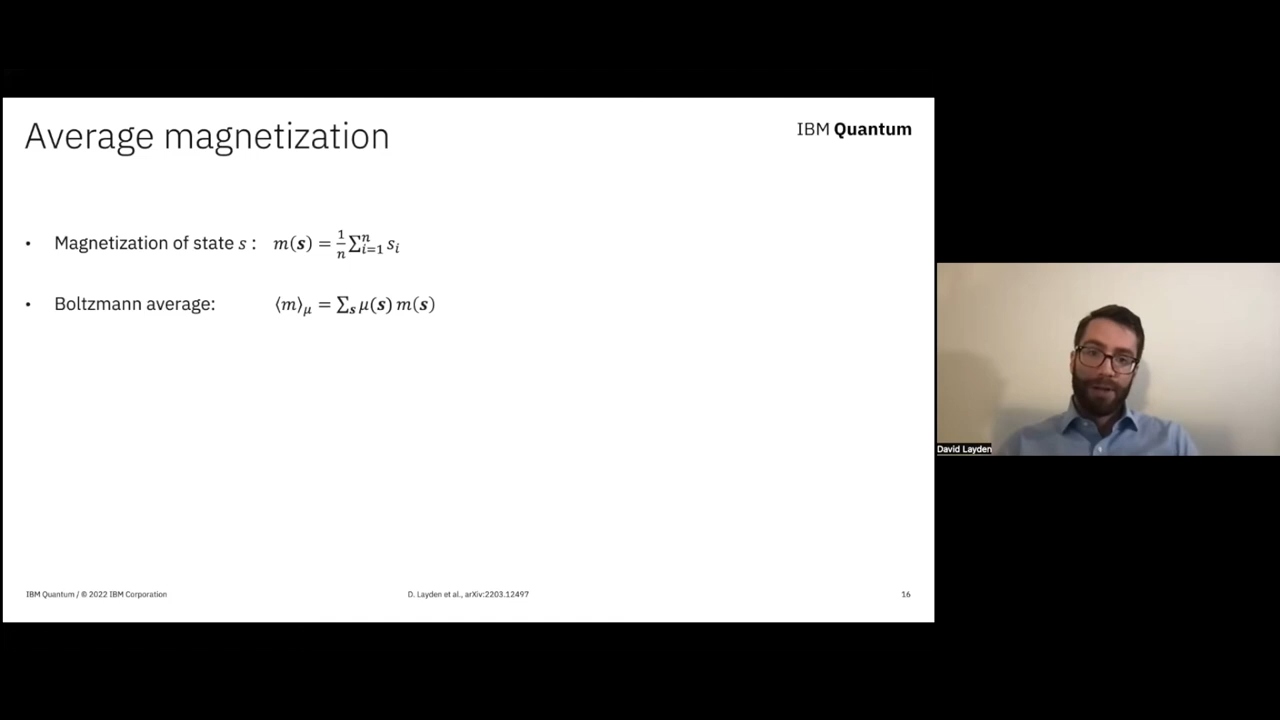 Average magnetization
IBM Quantum
• Magnetization of state s : m(s) = 1/n ∑ⁿᵢ₌₁ sᵢ
• Boltzmann average: ⟨m⟩μ = ∑s μ(s) m(s)
David Layden
IBM Quantum / © 2022 IBM Corporation
D. Layden et al., arXiv:2203.12497
16